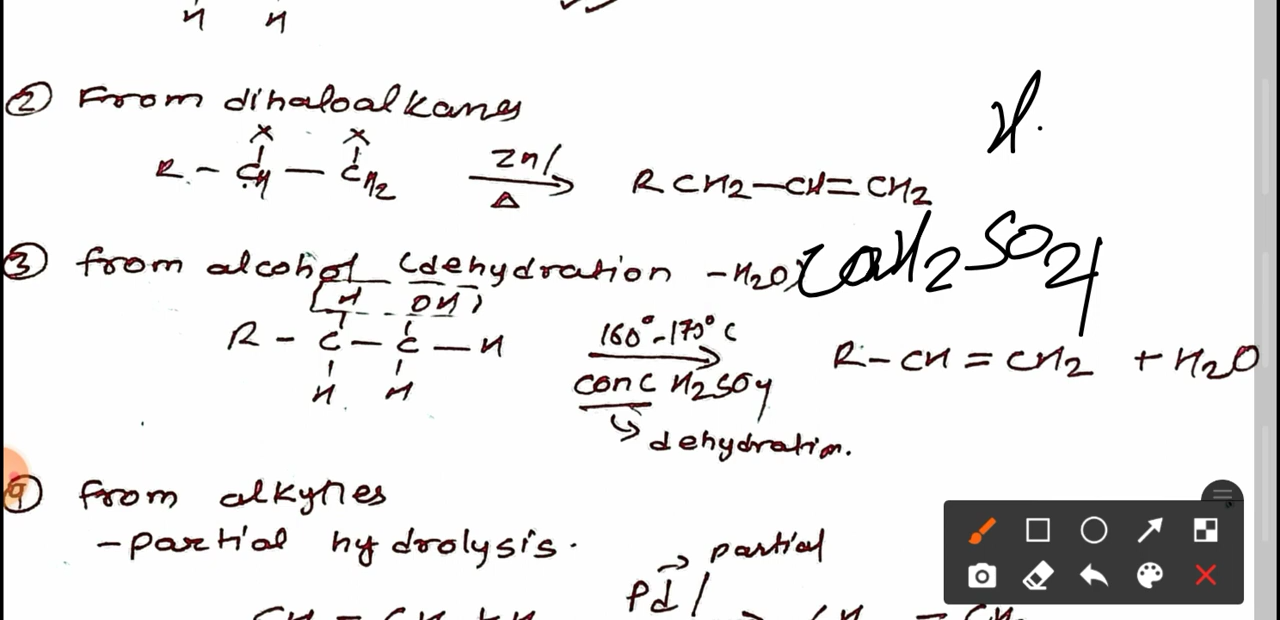 H H
② From dihaloalkanes
X X
R - CH - CH2 Zn/ Δ → RCH2-CH=CH2
③ from alcohol (dehydration -H2O) H2SO4
H OH
R - C - C - H 160°-170°C → conc H2SO4 R-CH=CH2 + H2O
H H
↳ dehydration.
④ from alkynes
-partial hydrolysis.
partial
Pd/